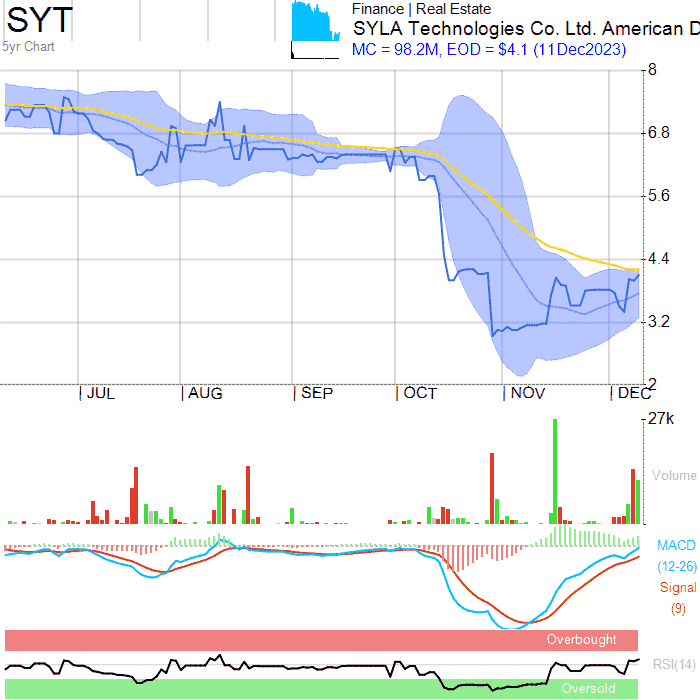 SYT
5yr Chart
Finance | Real Estate
SYLA Technologies Co. Ltd. American D
MC = 98.2M, EOD = $4.1 (11Dec2023)
8
6.8
5.6
4.4
3.2
2
JUL AUG SEP OCT NOV DEC
27k
Volume
MACD
(12-26)
Signal
(9)
Overbought
RSI(14)
Oversold